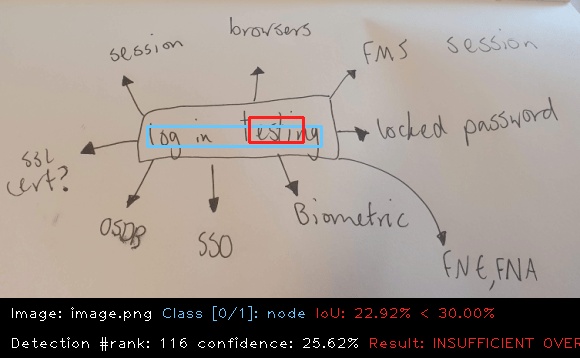 session
browsers
FMS session
log in testing
locked password
SSL
cert?
OSDB
SSO
Biometric
FNE, FNA
Image: image.png Class [0/1]: node IoU: 22.92% < 30.00%
Detection #rank: 116 confidence: 25.62% Result: INSUFFICIENT OVER